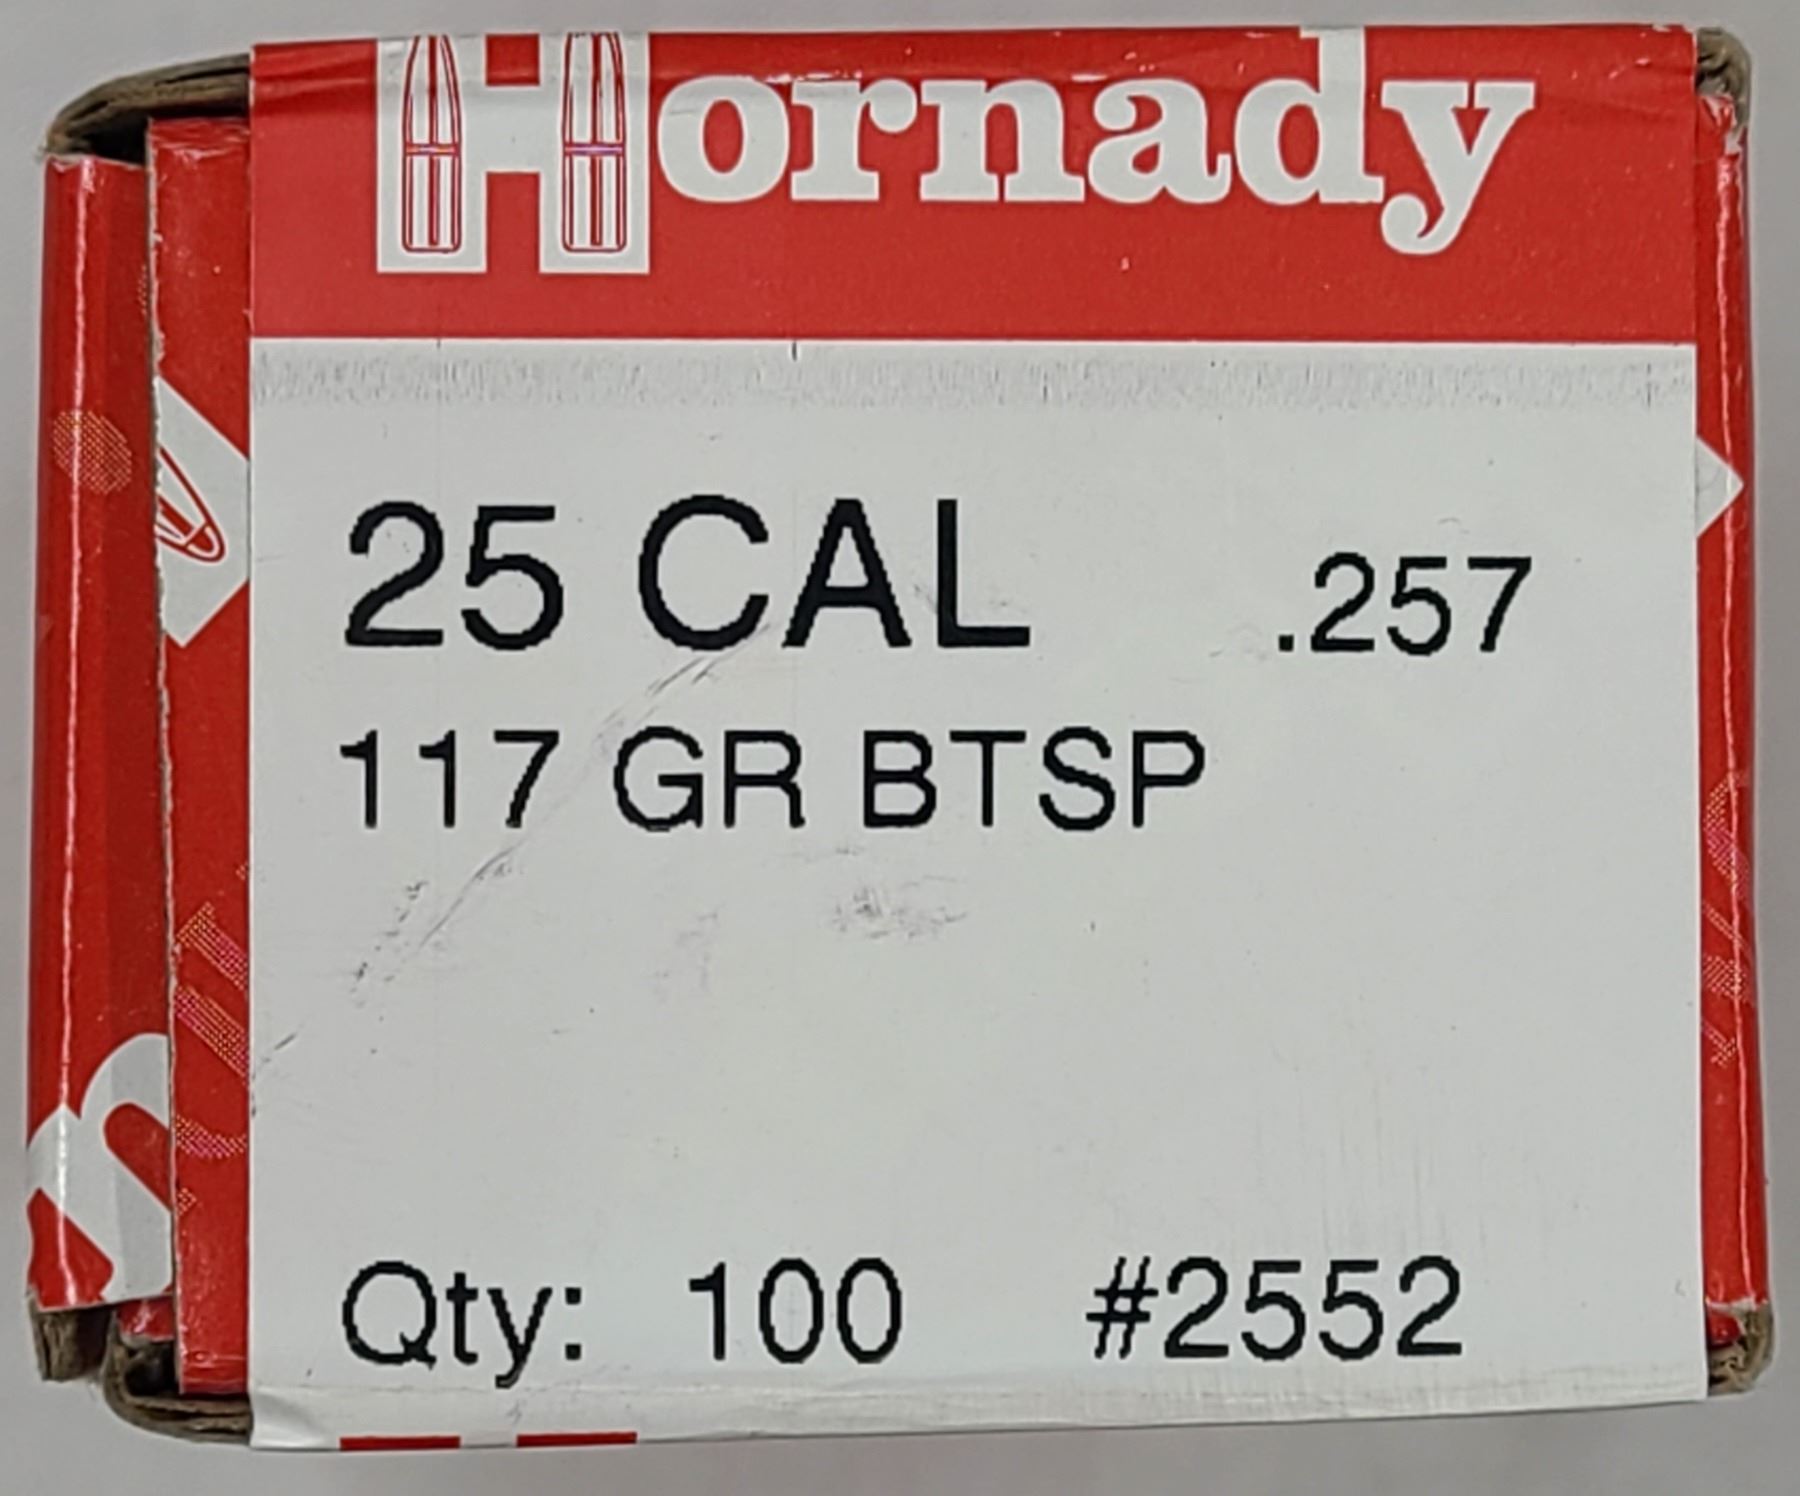 Hornady
25 CAL .257
117 GR BTSP
Qty: 100 #2552